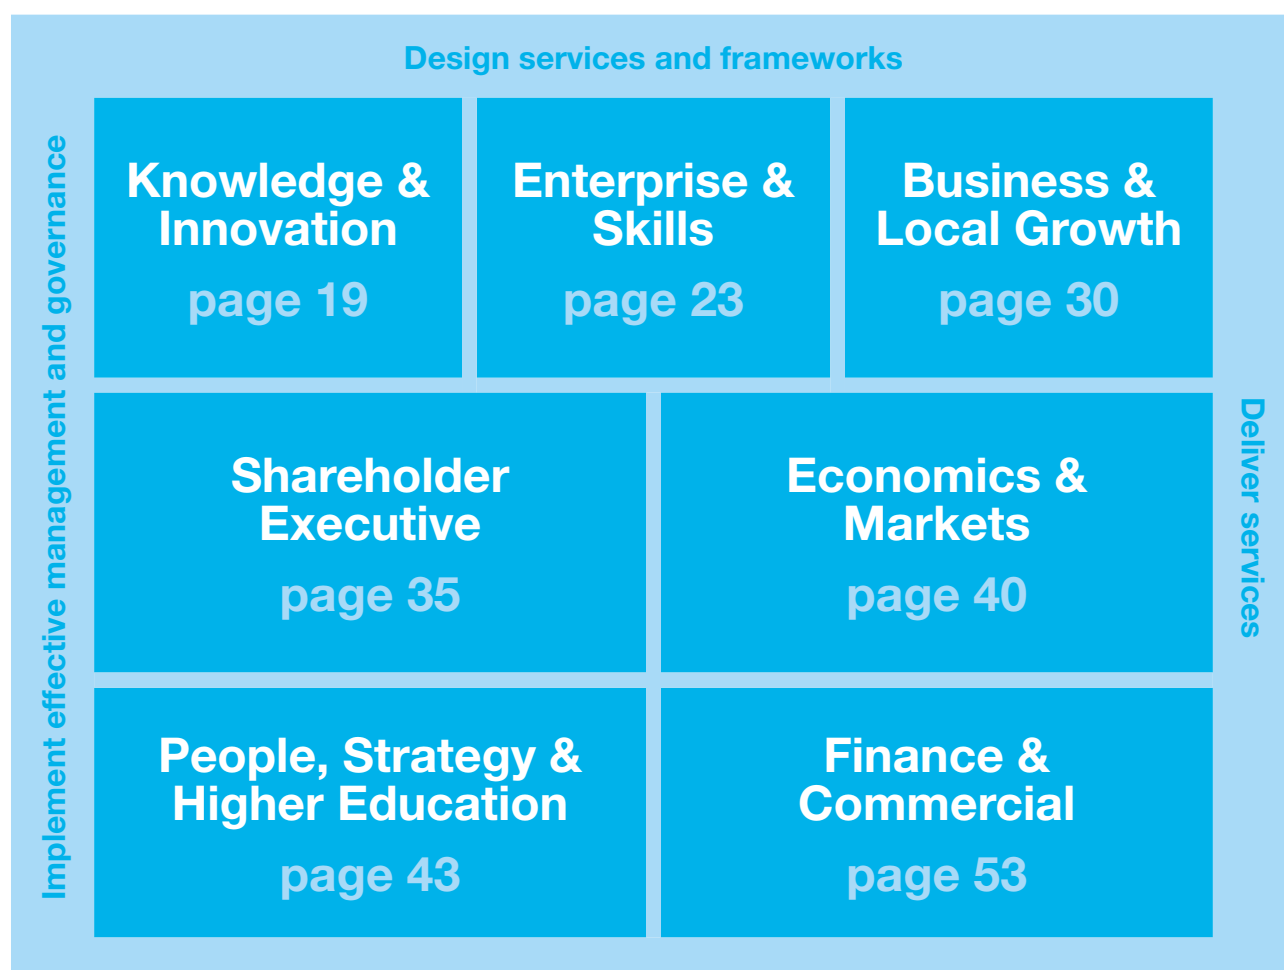 Design services and frameworks
Implement effective management and governance
Knowledge &
Innovation
page 19
Enterprise &
Skills
page 23
Business &
Local Growth
page 30
Shareholder
Executive
page 35
Economics &
Markets
page 40
Deliver services
People, Strategy &
Higher Education
page 43
Finance &
Commercial
page 53